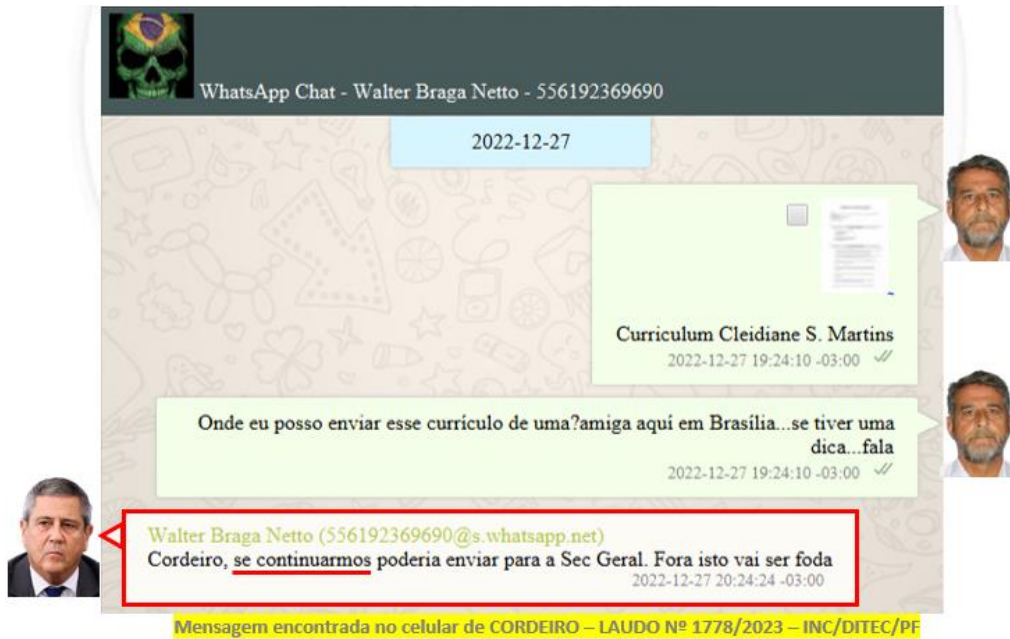 WhatsApp Chat - Walter Braga Netto - 556192369690
2022-12-27
Curriculum Cleidiane S. Martins
2022-12-27 19:24:10 -03:00
Onde eu posso enviar esse currículo de uma?amiga aquí em Brasília...se tiver uma
dica...fala
2022-12-27 19:24:10 -03:00
Walter Braga Netto (556192369690@s.whatsapp.net)
Cordeiro, se continuarmos poderia enviar para a Sec Geral. Fora isto vai ser foda
2022-12-27 20:24:24 -03:00
Mensagem encontrada no celular de CORDEIRO – LAUDO Nº 1778/2023 – INC/DITEC/PF